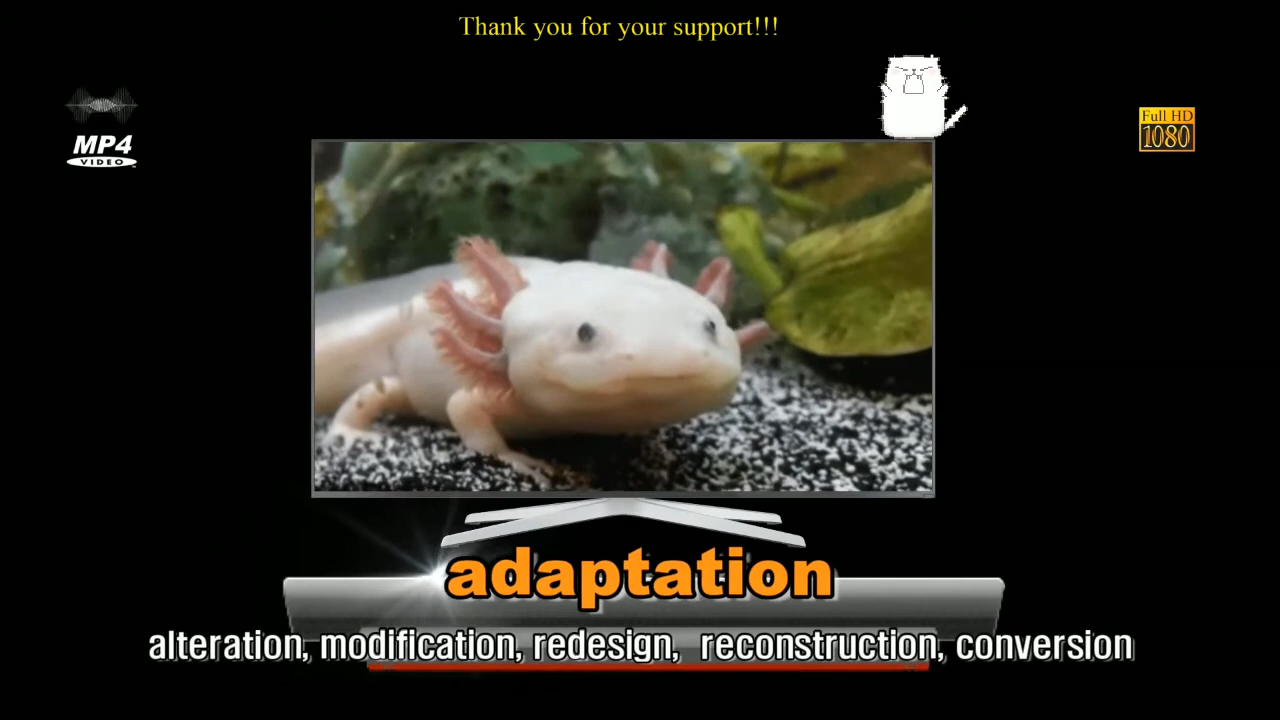 Thank you for your support!!!
MP4
VIDEO
Full HD
1080
adaptation
alteration, modification, redesign, reconstruction, conversion